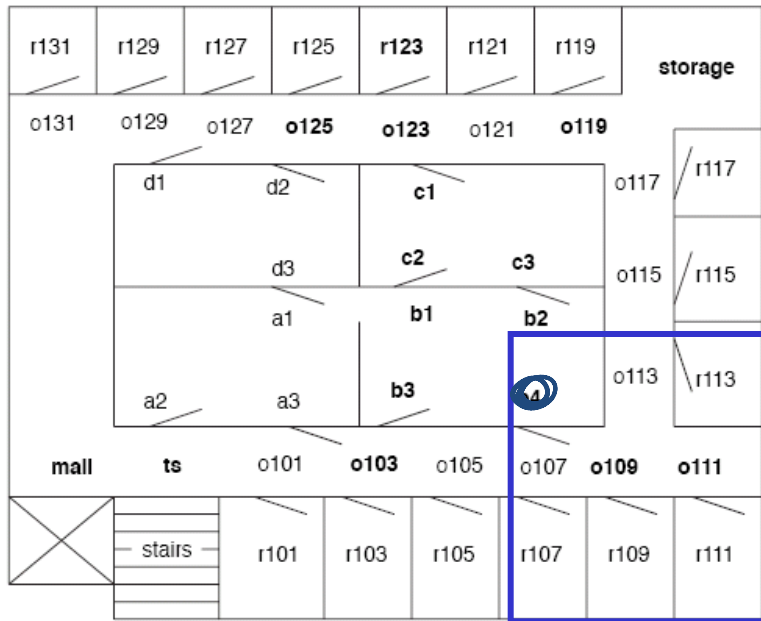 r131 r129 r127 r125 r123 r121 r119
storage
o131 o129 o127 o125 o123 o121 o119
r117
o117
d1 d2 c1
c2 c3
d3 o115 r115
a1 b1 b2
o113 r113
a2 a3 b3
mall ts o101 o103 o105 o107 o109 o111
stairs r101 r103 r105 r107 r109 r111